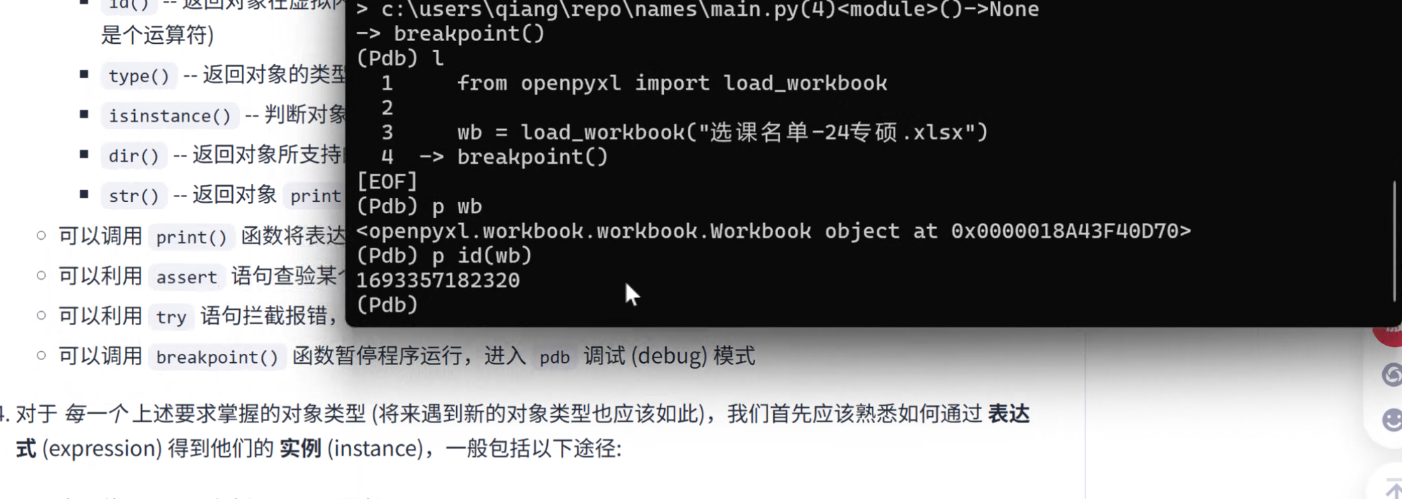 id() -- 返回对象在虚拟内
是个运算符)
type() -- 返回对象的类型
isinstance() -- 判断对象
dir() -- 返回对象所支持
str() -- 返回对象 print
可以调用 print() 函数将表达
可以利用 assert 语句查验某个
可以利用 try 语句拦截报错，
可以调用 breakpoint() 函数暂停程序运行，进入 pdb 调试 (debug) 模式
4. 对于 每一个 上述要求掌握的对象类型 (将来遇到新的对象类型也应该如此)，我们首先应该熟悉如何通过 表达
式 (expression) 得到他们的 实例 (instance)，一般包括以下途径:
> c:\users\qiang\repo\names\main.py(4)<module>()->None
-> breakpoint()
(Pdb) l
1 from openpyxl import load_workbook
2
3 wb = load_workbook("选课名单-24专硕.xlsx")
4 -> breakpoint()
[EOF]
(Pdb) p wb
<openpyxl.workbook.workbook.Workbook object at 0x0000018A43F40D70>
(Pdb) p id(wb)
1693357182320
(Pdb)